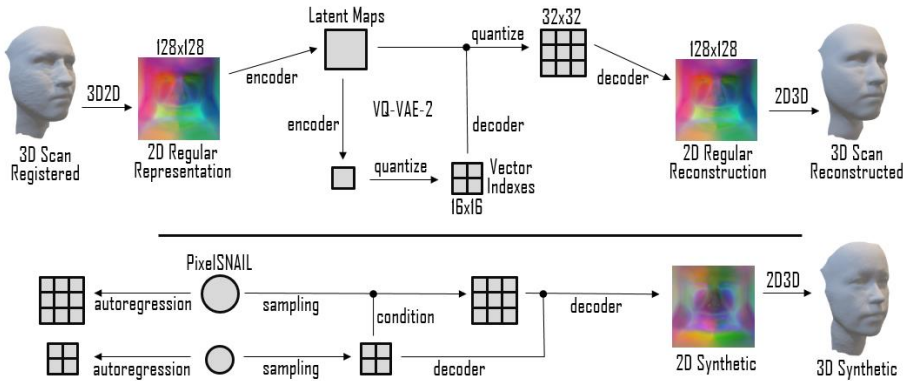 Latent Maps
32x32
128x128
quantize
128x128
encoder
decoder
3D2D
2D3D
VQ-VAE-2
encoder
decoder
3D Scan
Registered
2D Regular
Representation
quantize
Vector
Indexes
16x16
2D Regular
Reconstruction
3D Scan
Reconstructed
PixelSNAIL
2D3D
autoregression
sampling
condition
decoder
autoregression
sampling
decoder
2D Synthetic
3D Synthetic